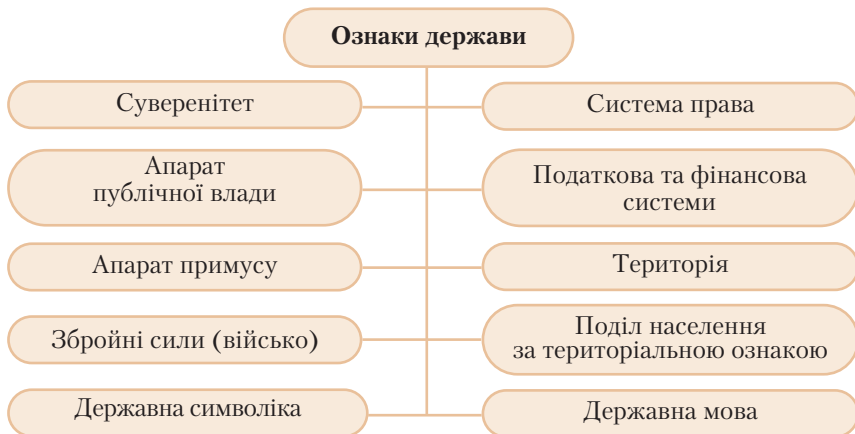 Ознаки держави
Суверенітет
Система права
Апарат
публічної влади
Податкова та фінансова
системи
Апарат примусу
Територія
Збройні сили (військо)
Поділ населення
за територіальною ознакою
Державна символіка
Державна мова